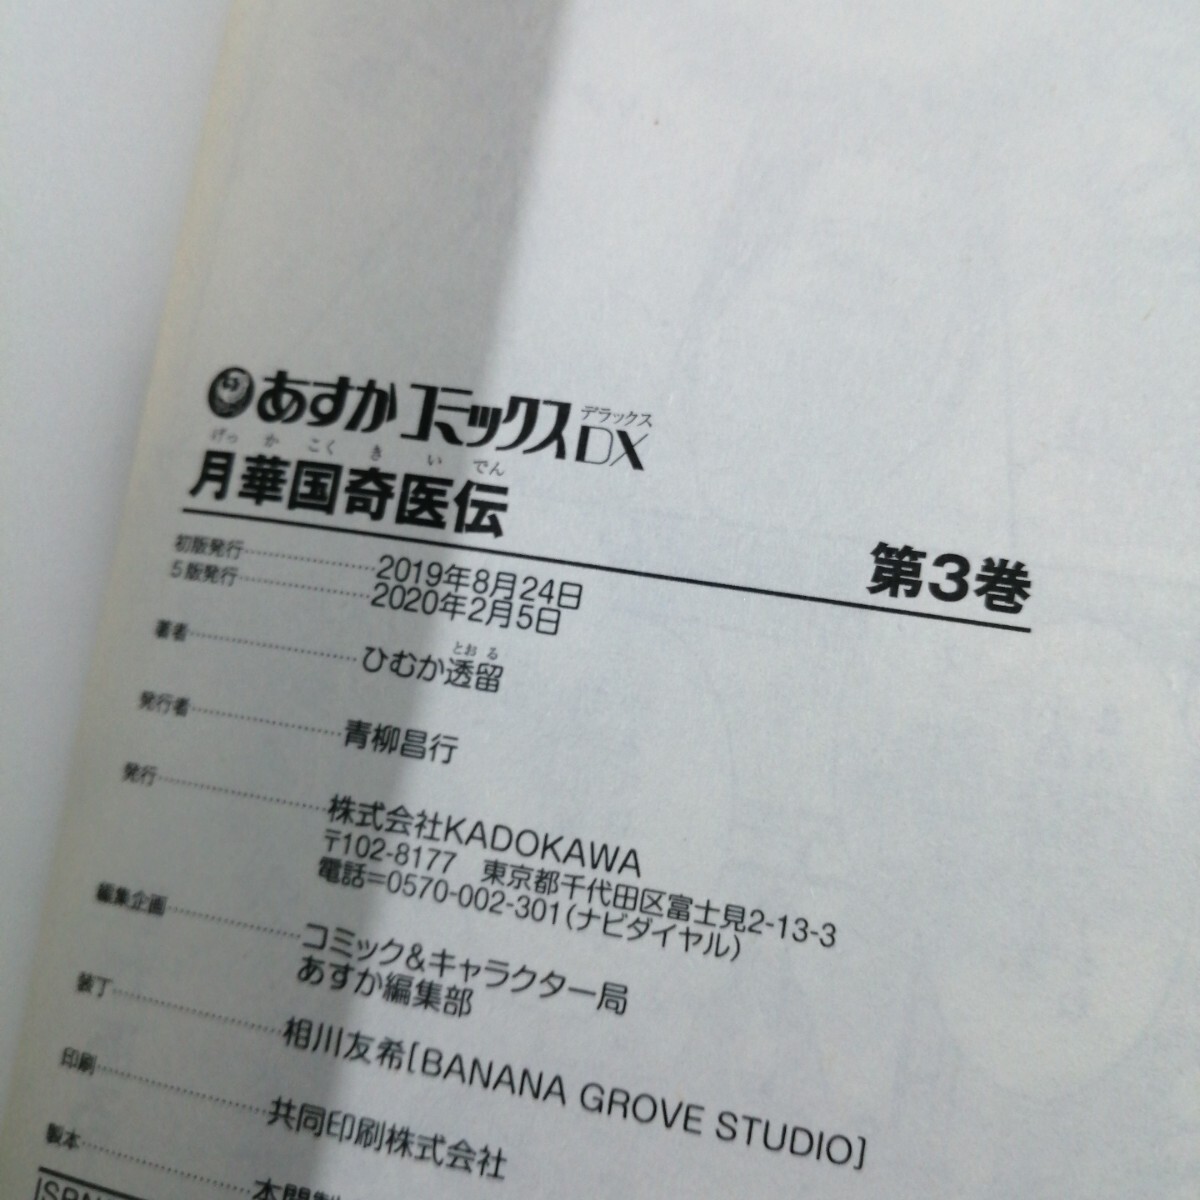 あすかコミックスDX
デラックス
げっかこくきいでん
月華国奇医伝 第3巻
初版発行……………2019年8月24日
5版発行……………2020年2月5日
著者……………ひむか透留
とおる
発行者……………青柳昌行
発行……………株式会社KADOKAWA
〒102-8177 東京都千代田区富士見2-13-3
電話=0570-002-301(ナビダイヤル)
編集企画……………コミック&キャラクター局
あすか編集部
装丁……………相川友希[BANANA GROVE STUDIO]
印刷……………共同印刷株式会社
製本……………本間製